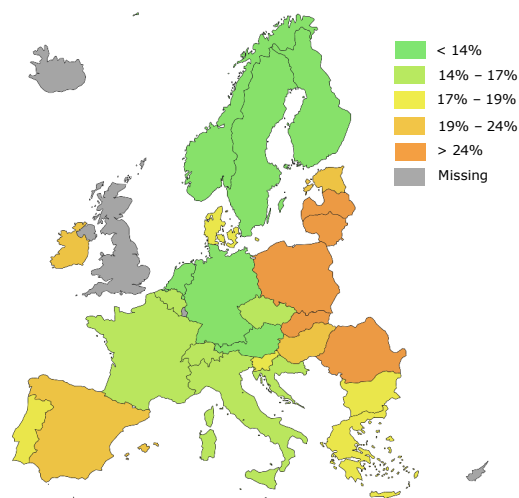 < 14%
14% – 17%
17% – 19%
19% – 24%
> 24%
Missing